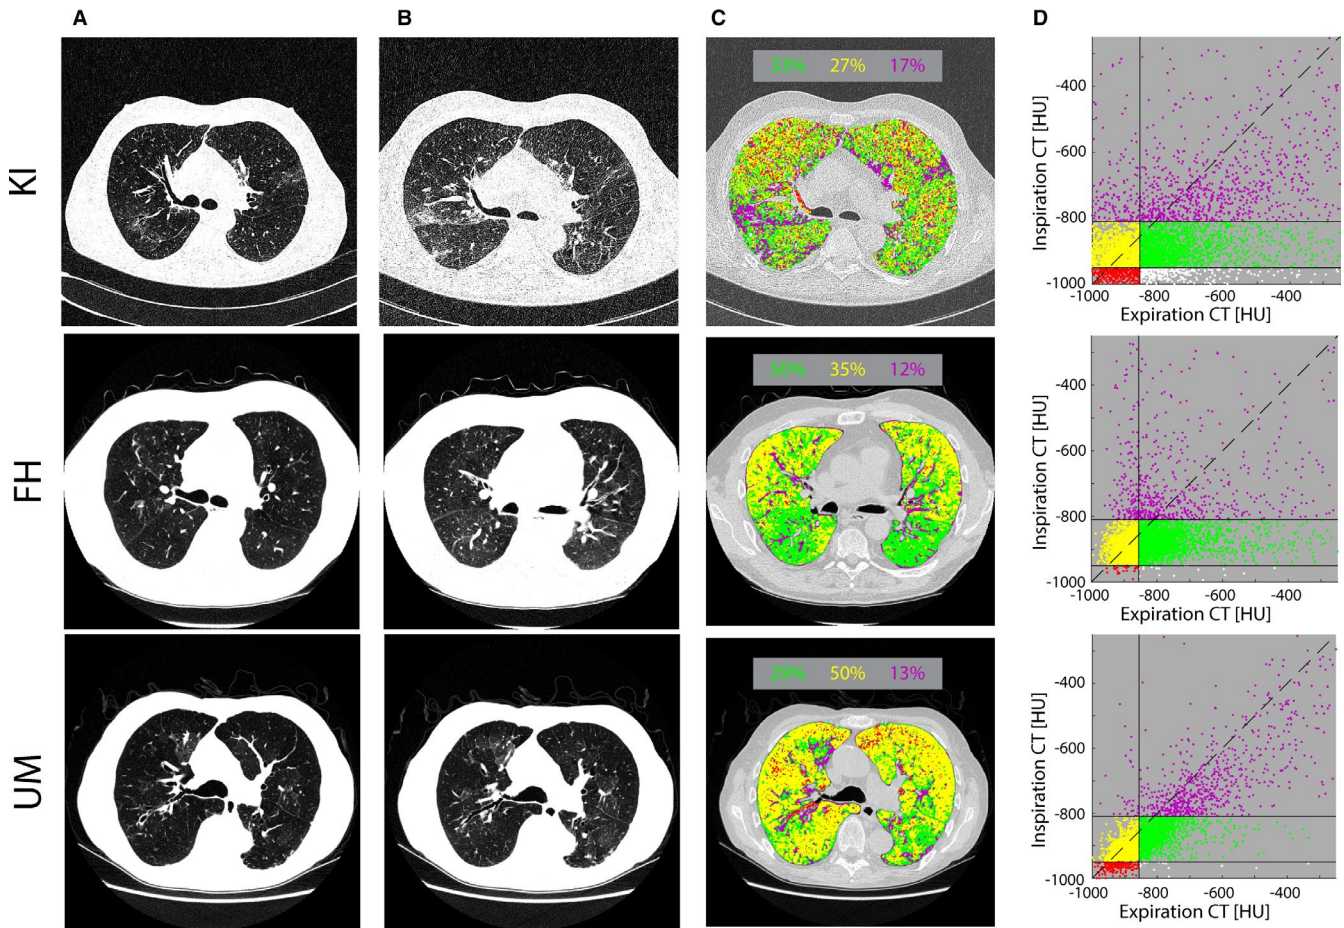 A B C D
KI
33% 27% 17%
Inspiration CT [HU]
-400
-600
-800
-1000
-1000 -800 -600 -400
Expiration CT [HU]
FH
50% 35% 12%
Inspiration CT [HU]
-400
-600
-800
-1000
-1000 -800 -600 -400
Expiration CT [HU]
UM
29% 50% 13%
Inspiration CT [HU]
-400
-600
-800
-1000
-1000 -800 -600 -400
Expiration CT [HU]